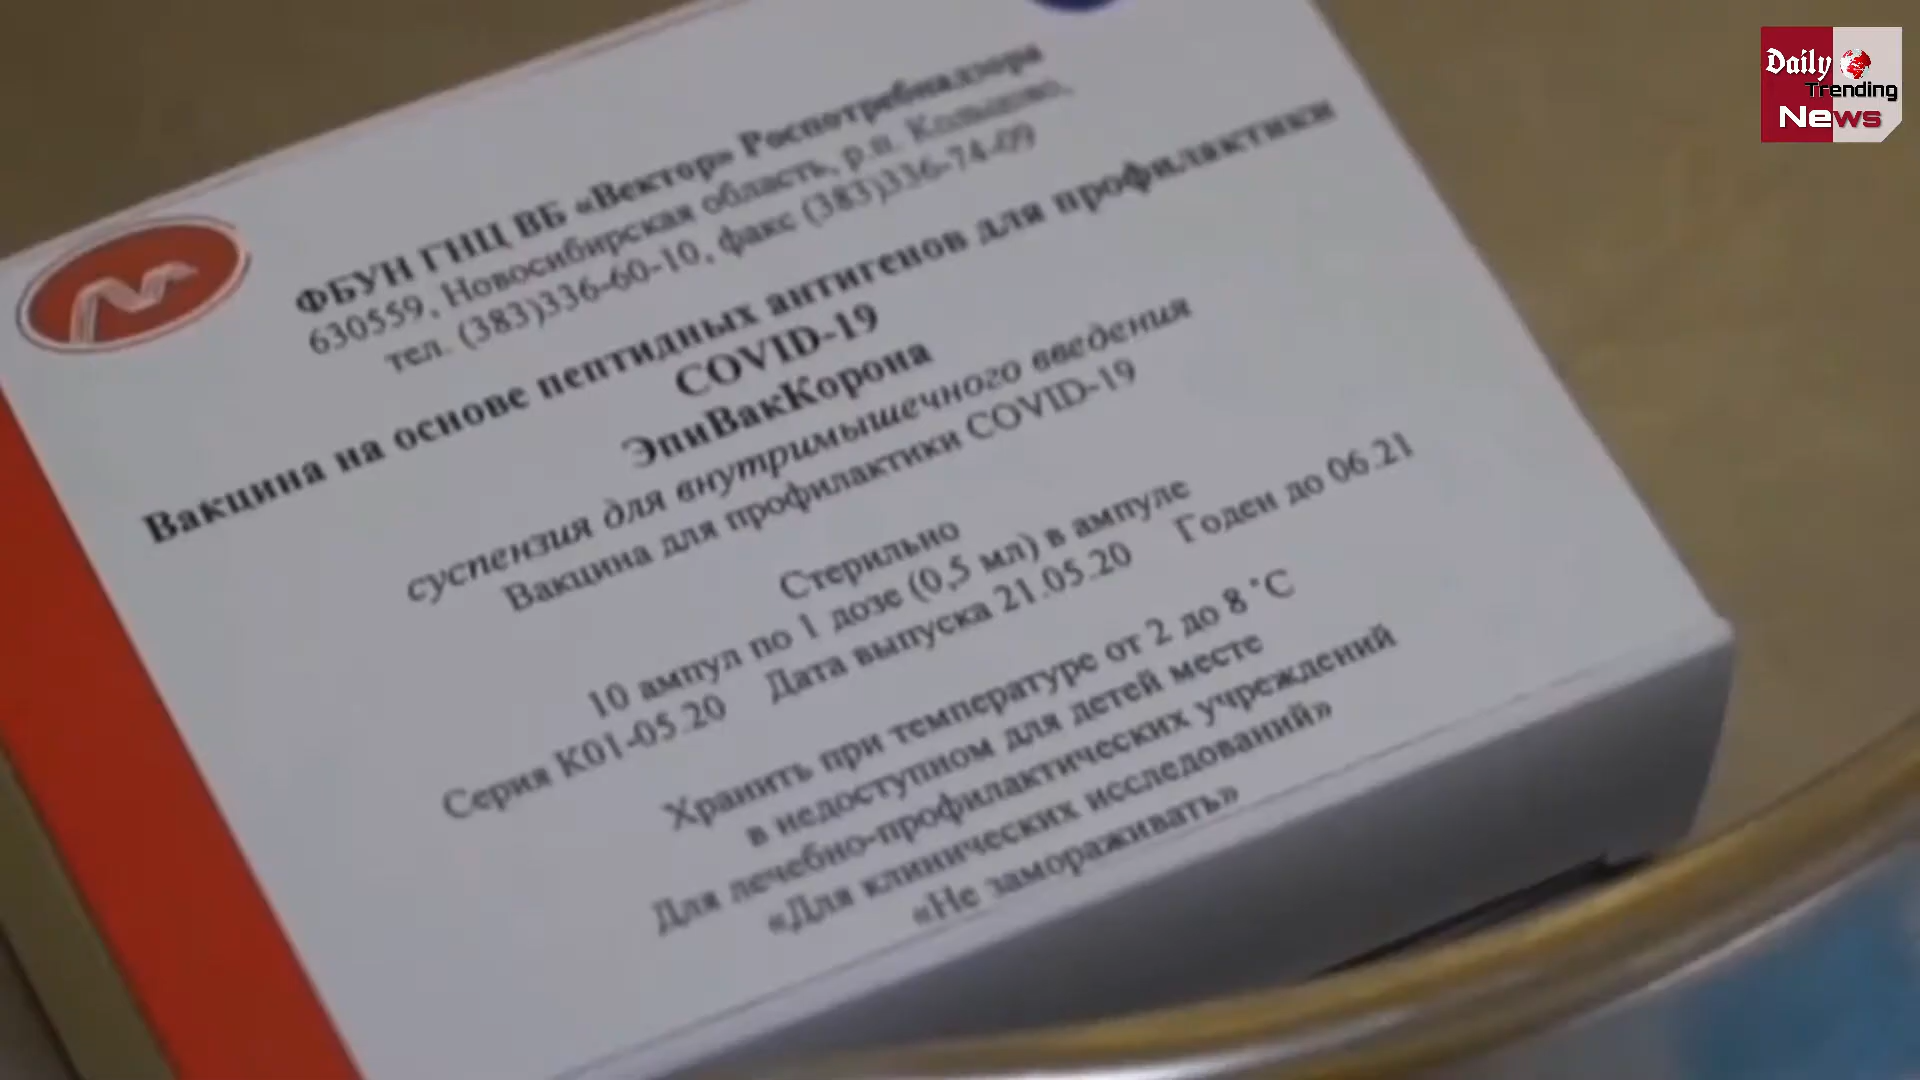 Daily
Trending
News
ФБУН ГНЦ ВБ «Вектор» Роспотребнадзора
630559, Новосибирская область, р.п. Кольцово,
тел. (383)336-60-10, факс (383)336-74-09
Вакцина на основе пептидных антигенов для профилактики
COVID-19
ЭпиВакКорона
суспензия для внутримышечного введения
Вакцина для профилактики COVID-19
Стерильно
10 ампул по 1 дозе (0,5 мл) в ампуле
Серия К01-05.20 Дата выпуска 21.05.20 Годен до 06.21
Хранить при температуре от 2 до 8 °С
в недоступном для детей месте
Для лечебно-профилактических учреждений
«Для клинических исследований»
«Не замораживать»